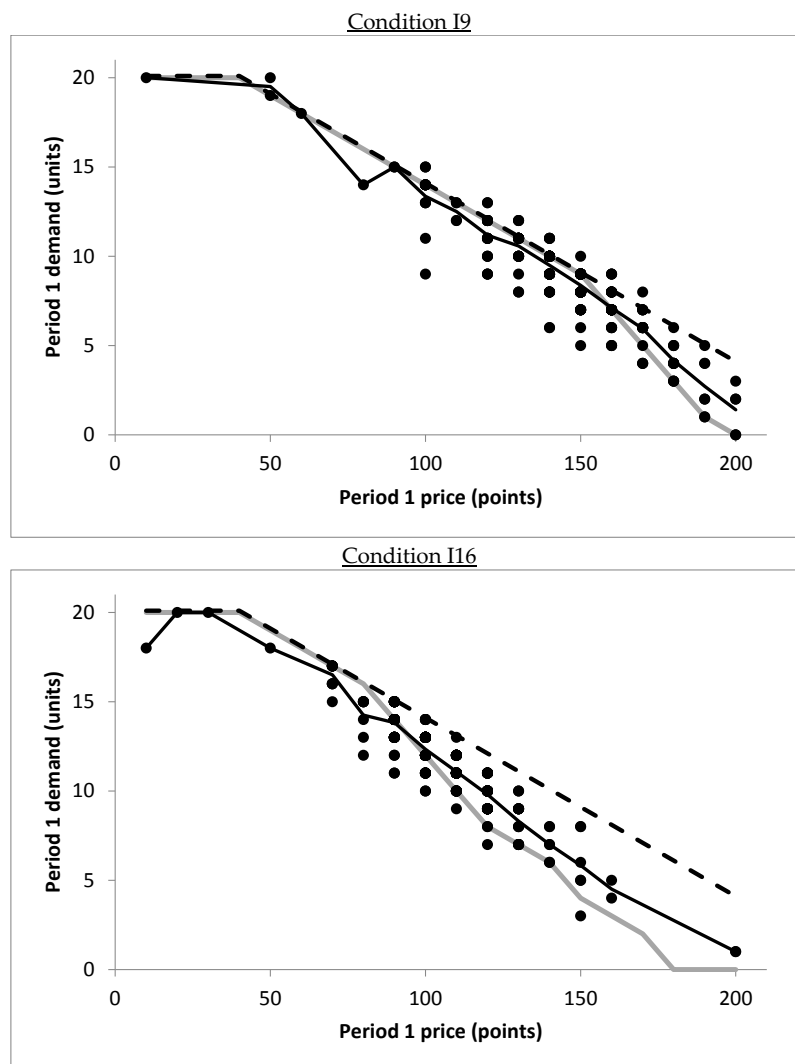 Condition I9
20
15
10
5
0
Period 1 demand (units)
0 50 100 150 200
Period 1 price (points)
Condition I16
20
15
10
5
0
Period 1 demand (units)
0 50 100 150 200
Period 1 price (points)